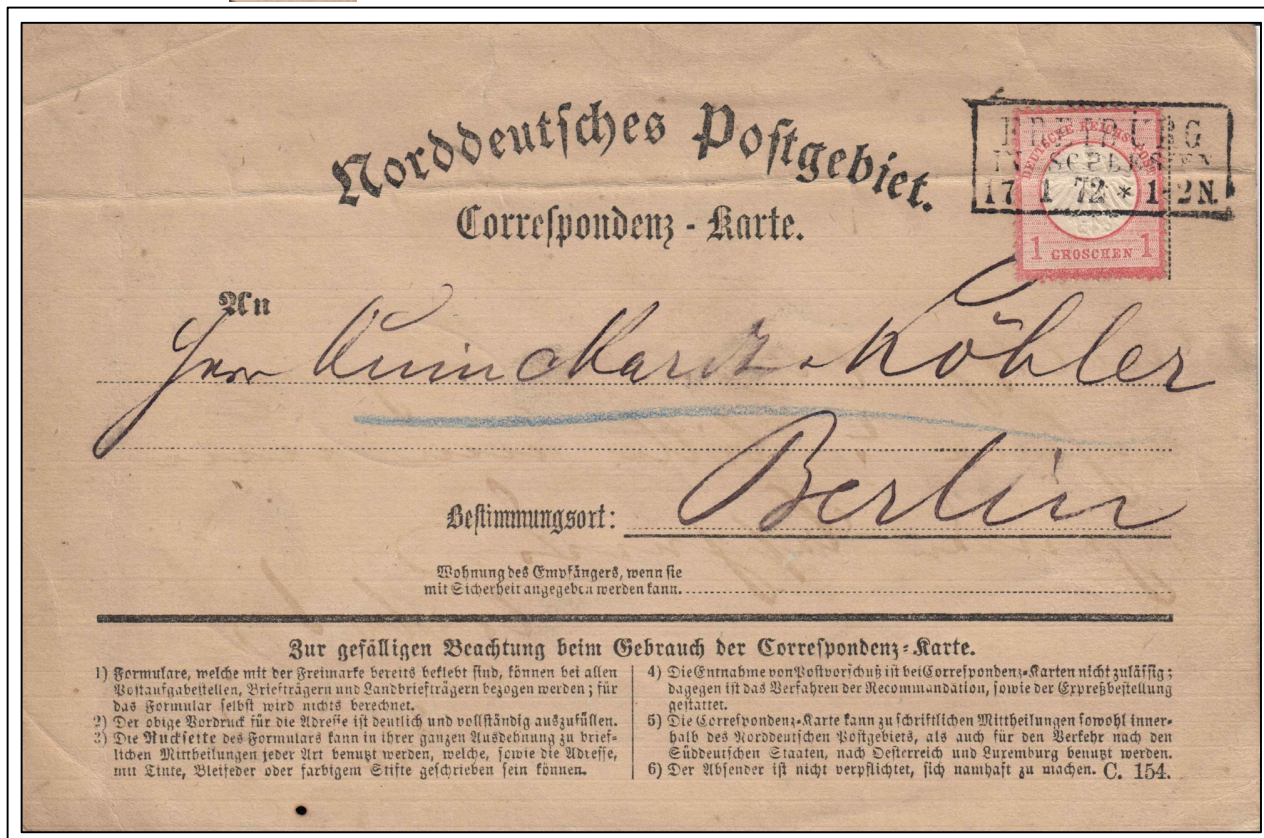 Norddeutsches Postgebiet.
Correspondenz - Karte.
FREIBURG
IN SCHLESIEN
17 1 72 * 1-2N.
DEUTSCHE REICHS-POST
1 GROSCHEN 1
An
Herr Köhler
Berlin
Bestimmungsort:
Wohnung des Empfängers, wenn sie
mit Sicherheit angegeben werden kann.
Zur gefälligen Beachtung beim Gebrauch der Correspondenz-Karte.
1) Formulare, welche mit der Freimarke bereits beklebt sind, können bei allen
Postaufgabestellen, Briefträgern und Landbriefträgern bezogen werden; für
das Formular selbst wird nichts berechnet.
2) Der obige Vordruck für die Adresse ist deutlich und vollständig auszufüllen.
3) Die Rückseite des Formulars kann in ihrer ganzen Ausdehnung zu brief-
lichen Mittheilungen jeder Art benutzt werden, welche, sowie die Adresse,
mit Tinte, Bleifeder oder farbigem Stifte geschrieben sein können.
4) Die Entnahme von Postvorschuß ist bei Correspondenz-Karten nicht zulässig;
dagegen ist das Verfahren der Recommandation, sowie der Expreßbestellung
gestattet.
5) Die Correspondenz-Karte kann zu schriftlichen Mittheilungen sowohl inner-
halb des Norddeutschen Postgebiets, als auch für den Verkehr nach den
Süddeutschen Staaten, nach Oesterreich und Luxemburg benutzt werden.
6) Der Absender ist nicht verpflichtet, sich namhaft zu machen. C. 154.